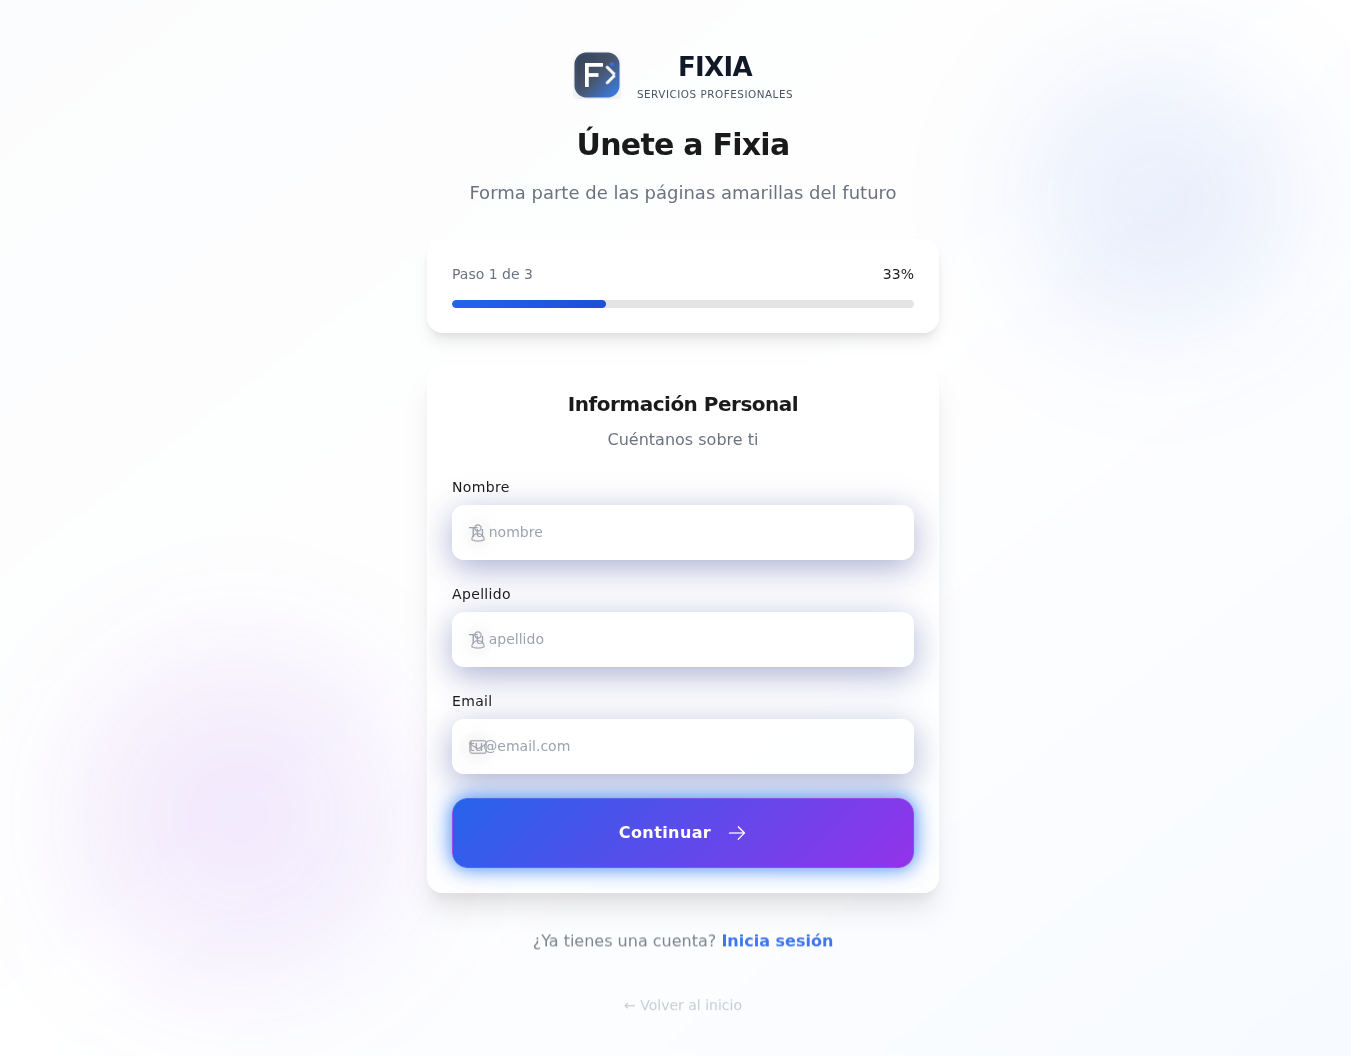 FIXIA
SERVICIOS PROFESIONALES
Únete a Fixia
Forma parte de las páginas amarillas del futuro
Paso 1 de 3
33%
Información Personal
Cuéntanos sobre ti
Nombre
Tu nombre
Apellido
Tu apellido
Email
tu@email.com
Continuar →
¿Ya tienes una cuenta? Inicia sesión
← Volver al inicio